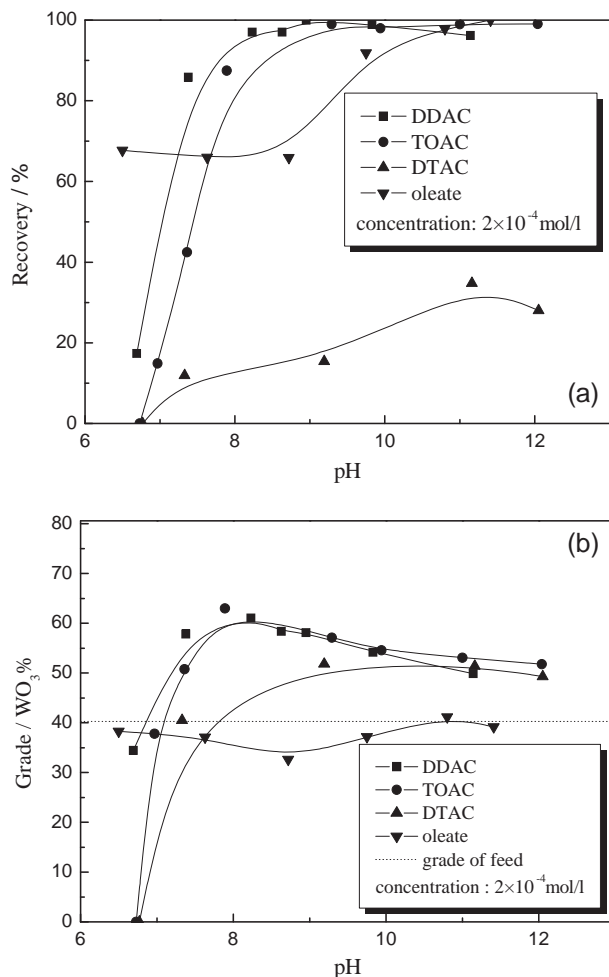 100
80
60
40
20
0
Recovery / %
DDAC
TOAC
DTAC
oleate
concentration: 2×10⁻⁴mol/l
(a)
6 8 10 12
pH
80
70
60
50
40
30
20
10
0
Grade / WO₃%
(b)
DDAC
TOAC
DTAC
oleate
grade of feed
concentration : 2×10⁻⁴mol/l
6 8 10 12
pH